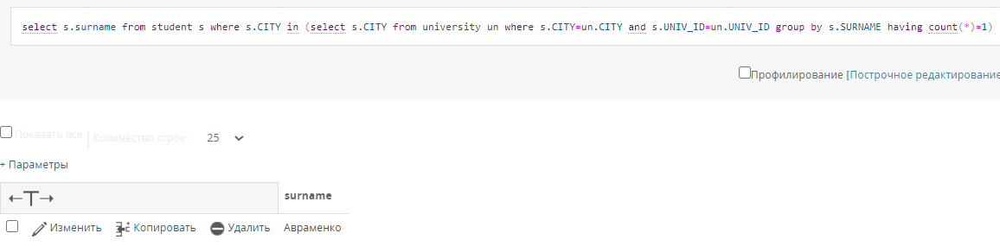 select s.surname from student s where s.CITY in (select s.CITY from university un where s.CITY=un.CITY and s.UNIV_ID=un.UNIV_ID group by s.SURNAME having count(*)=1)
Профилирование [Построчное редактирование
Показать все | Количество строк: 25
+ Параметры
←T→ surname
Изменить Копировать Удалить Авраменко